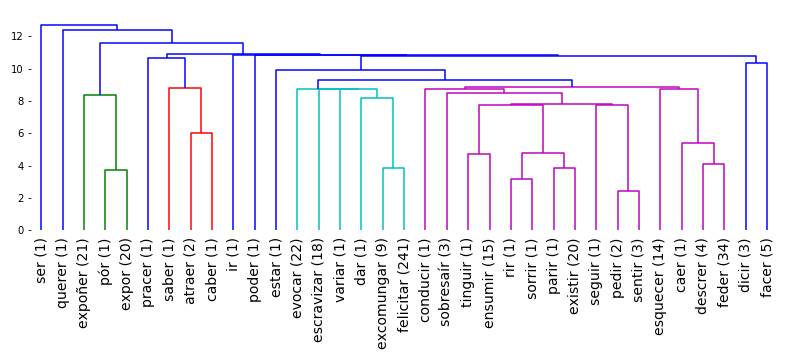 12
10
8
6
4
2
0
ser (1)
querer (1)
expoñer (21)
pór (1)
expor (20)
pracer (1)
saber (1)
atraer (2)
caber (1)
ir (1)
poder (1)
estar (1)
evocar (22)
escravizar (18)
variar (1)
dar (1)
excomungar (9)
felicitar (241)
conducir (1)
sobresaír (3)
tinguir (1)
ensumir (15)
rir (1)
sorrir (1)
parir (1)
existir (20)
seguir (1)
pedir (2)
sentir (3)
esquecer (14)
caer (1)
descrer (4)
feder (34)
dicir (3)
facer (5)